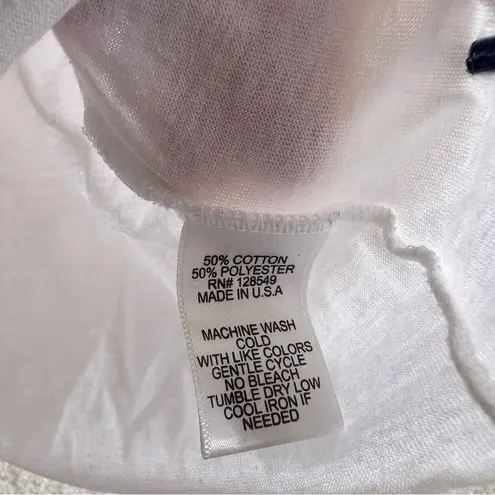 50% COTTON
50% POLYESTER
RN# 128549
MADE IN U.S.A
MACHINE WASH
COLD
WITH LIKE COLORS
GENTLE CYCLE
NO BLEACH
TUMBLE DRY LOW
COOL IRON IF
NEEDED